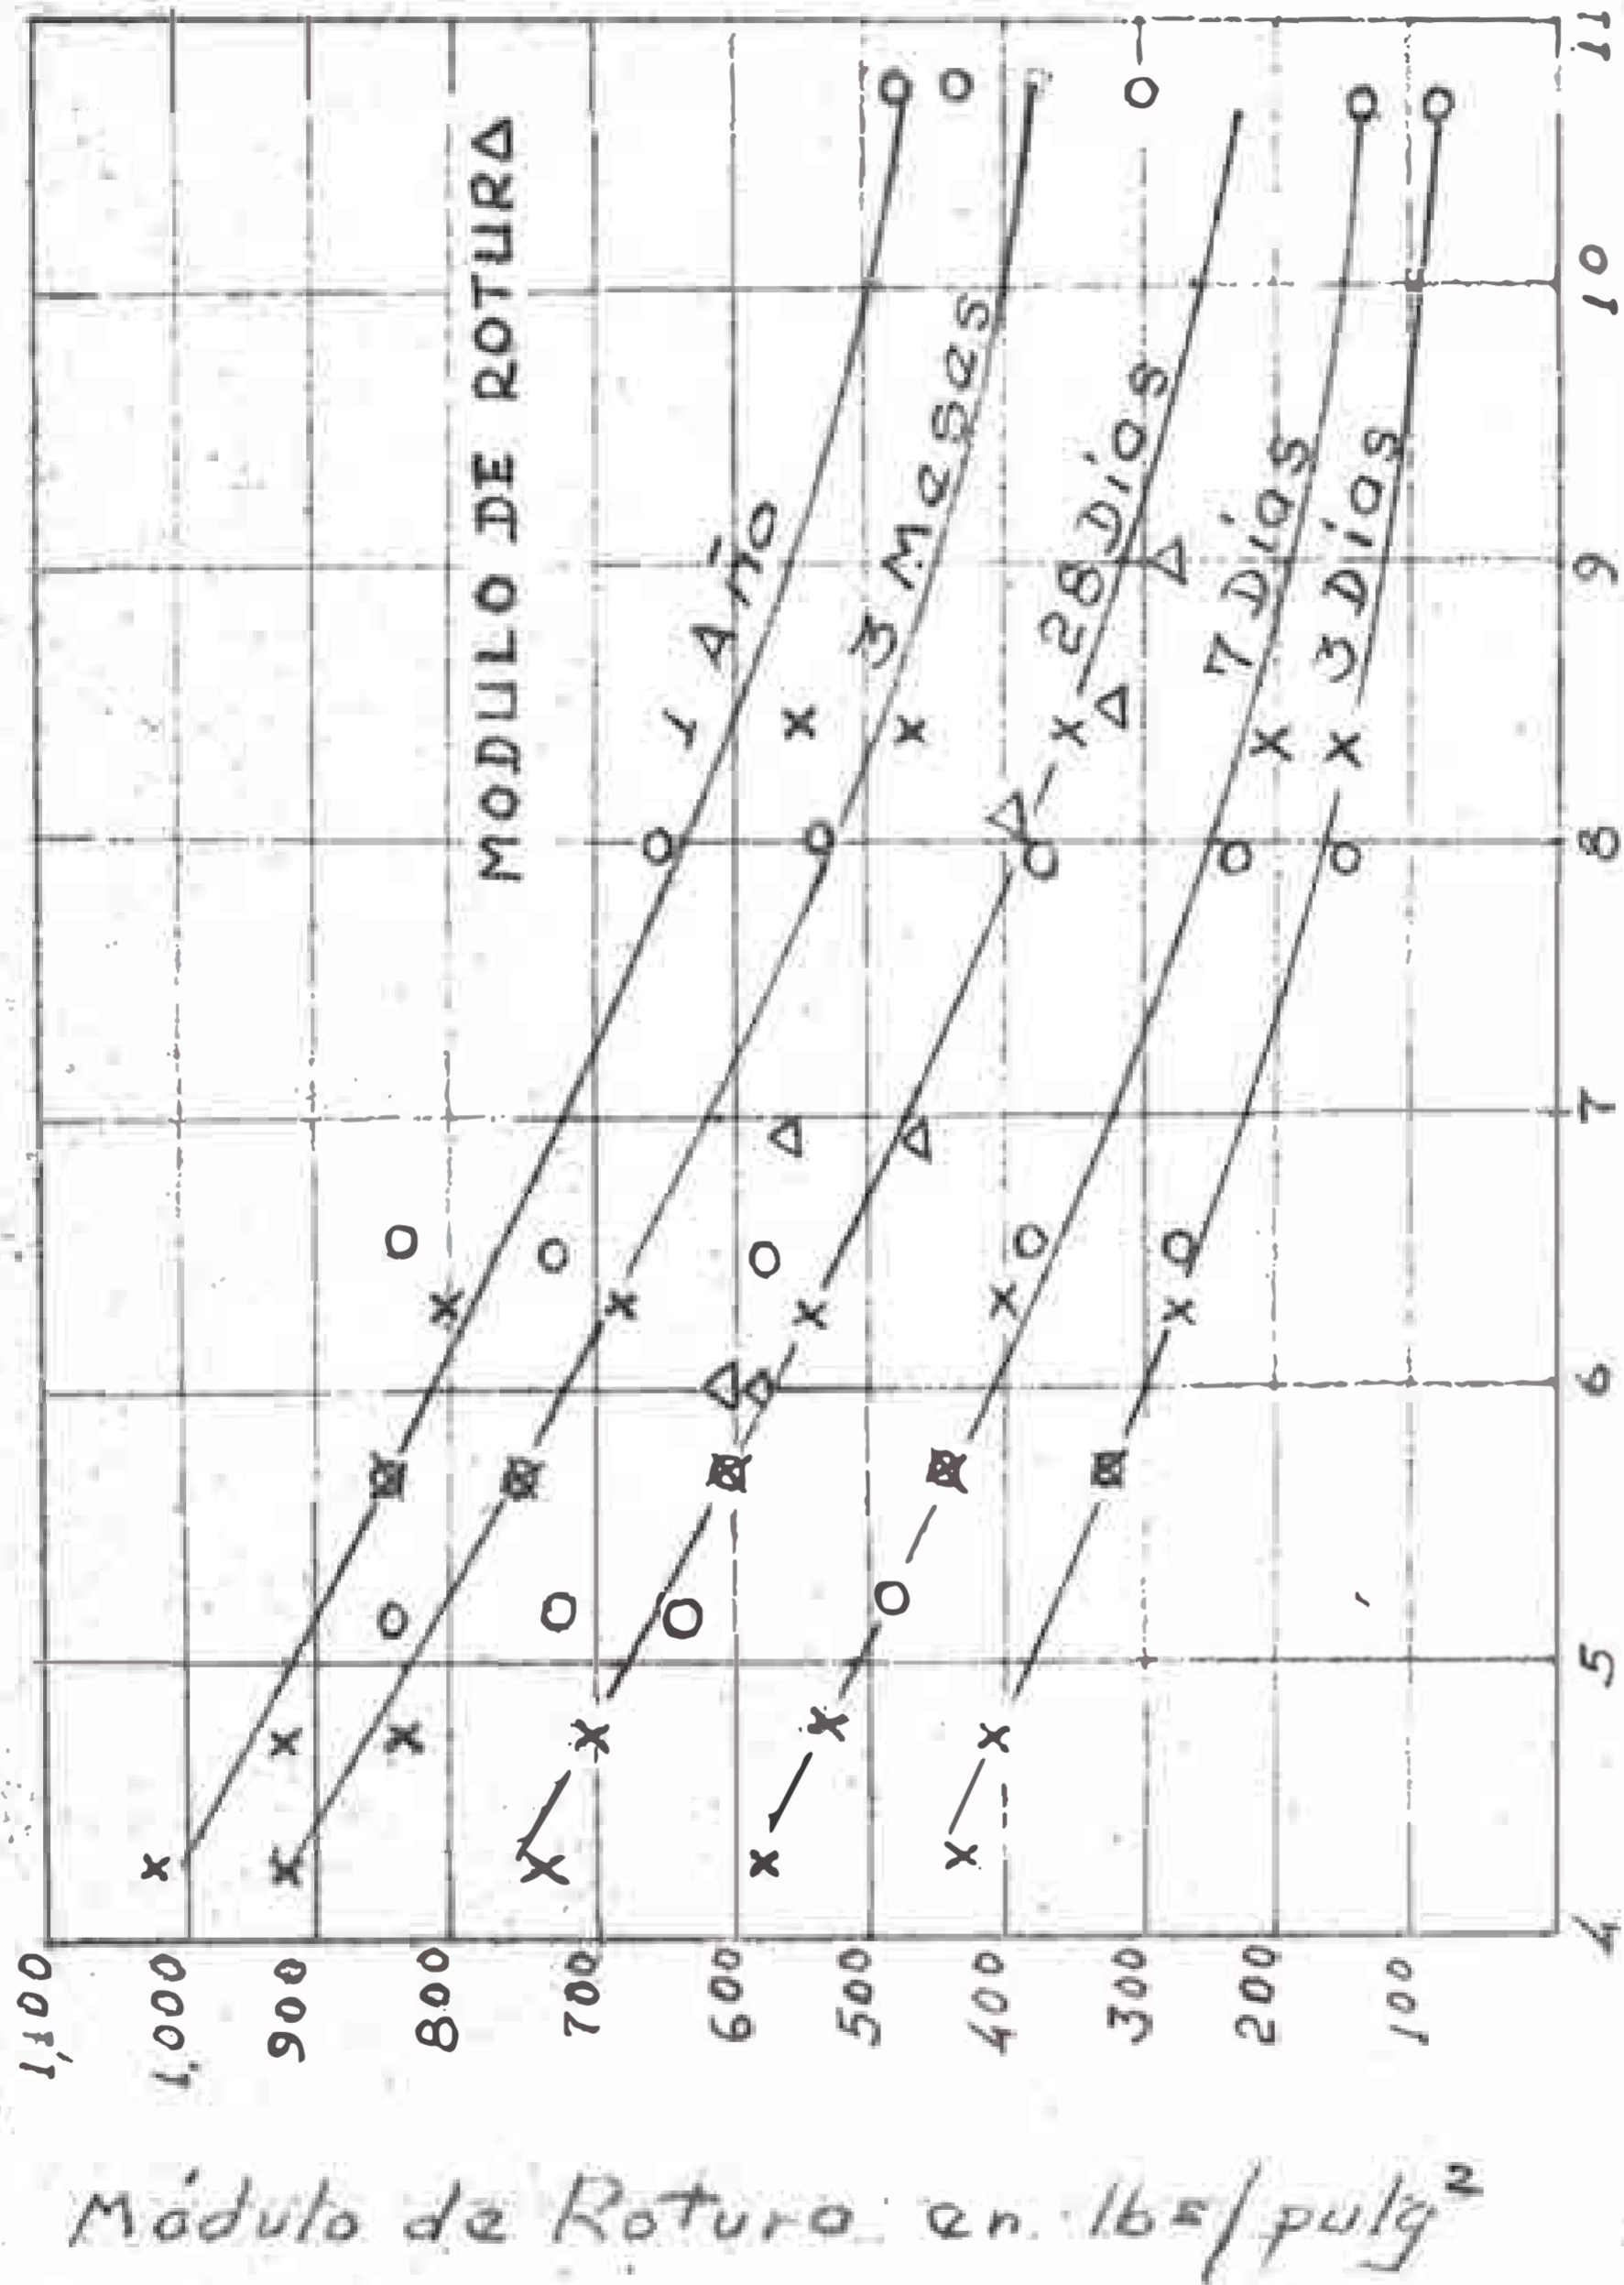 MODULO DE ROTURA
1 Año
3 Meses
28 Días
7 Días
3 Días
1,100
1,000
900
800
700
600
500
400
300
200
100
4 5 6 7 8 9 10 11
Módulo de Rotura en lbs/pulg²